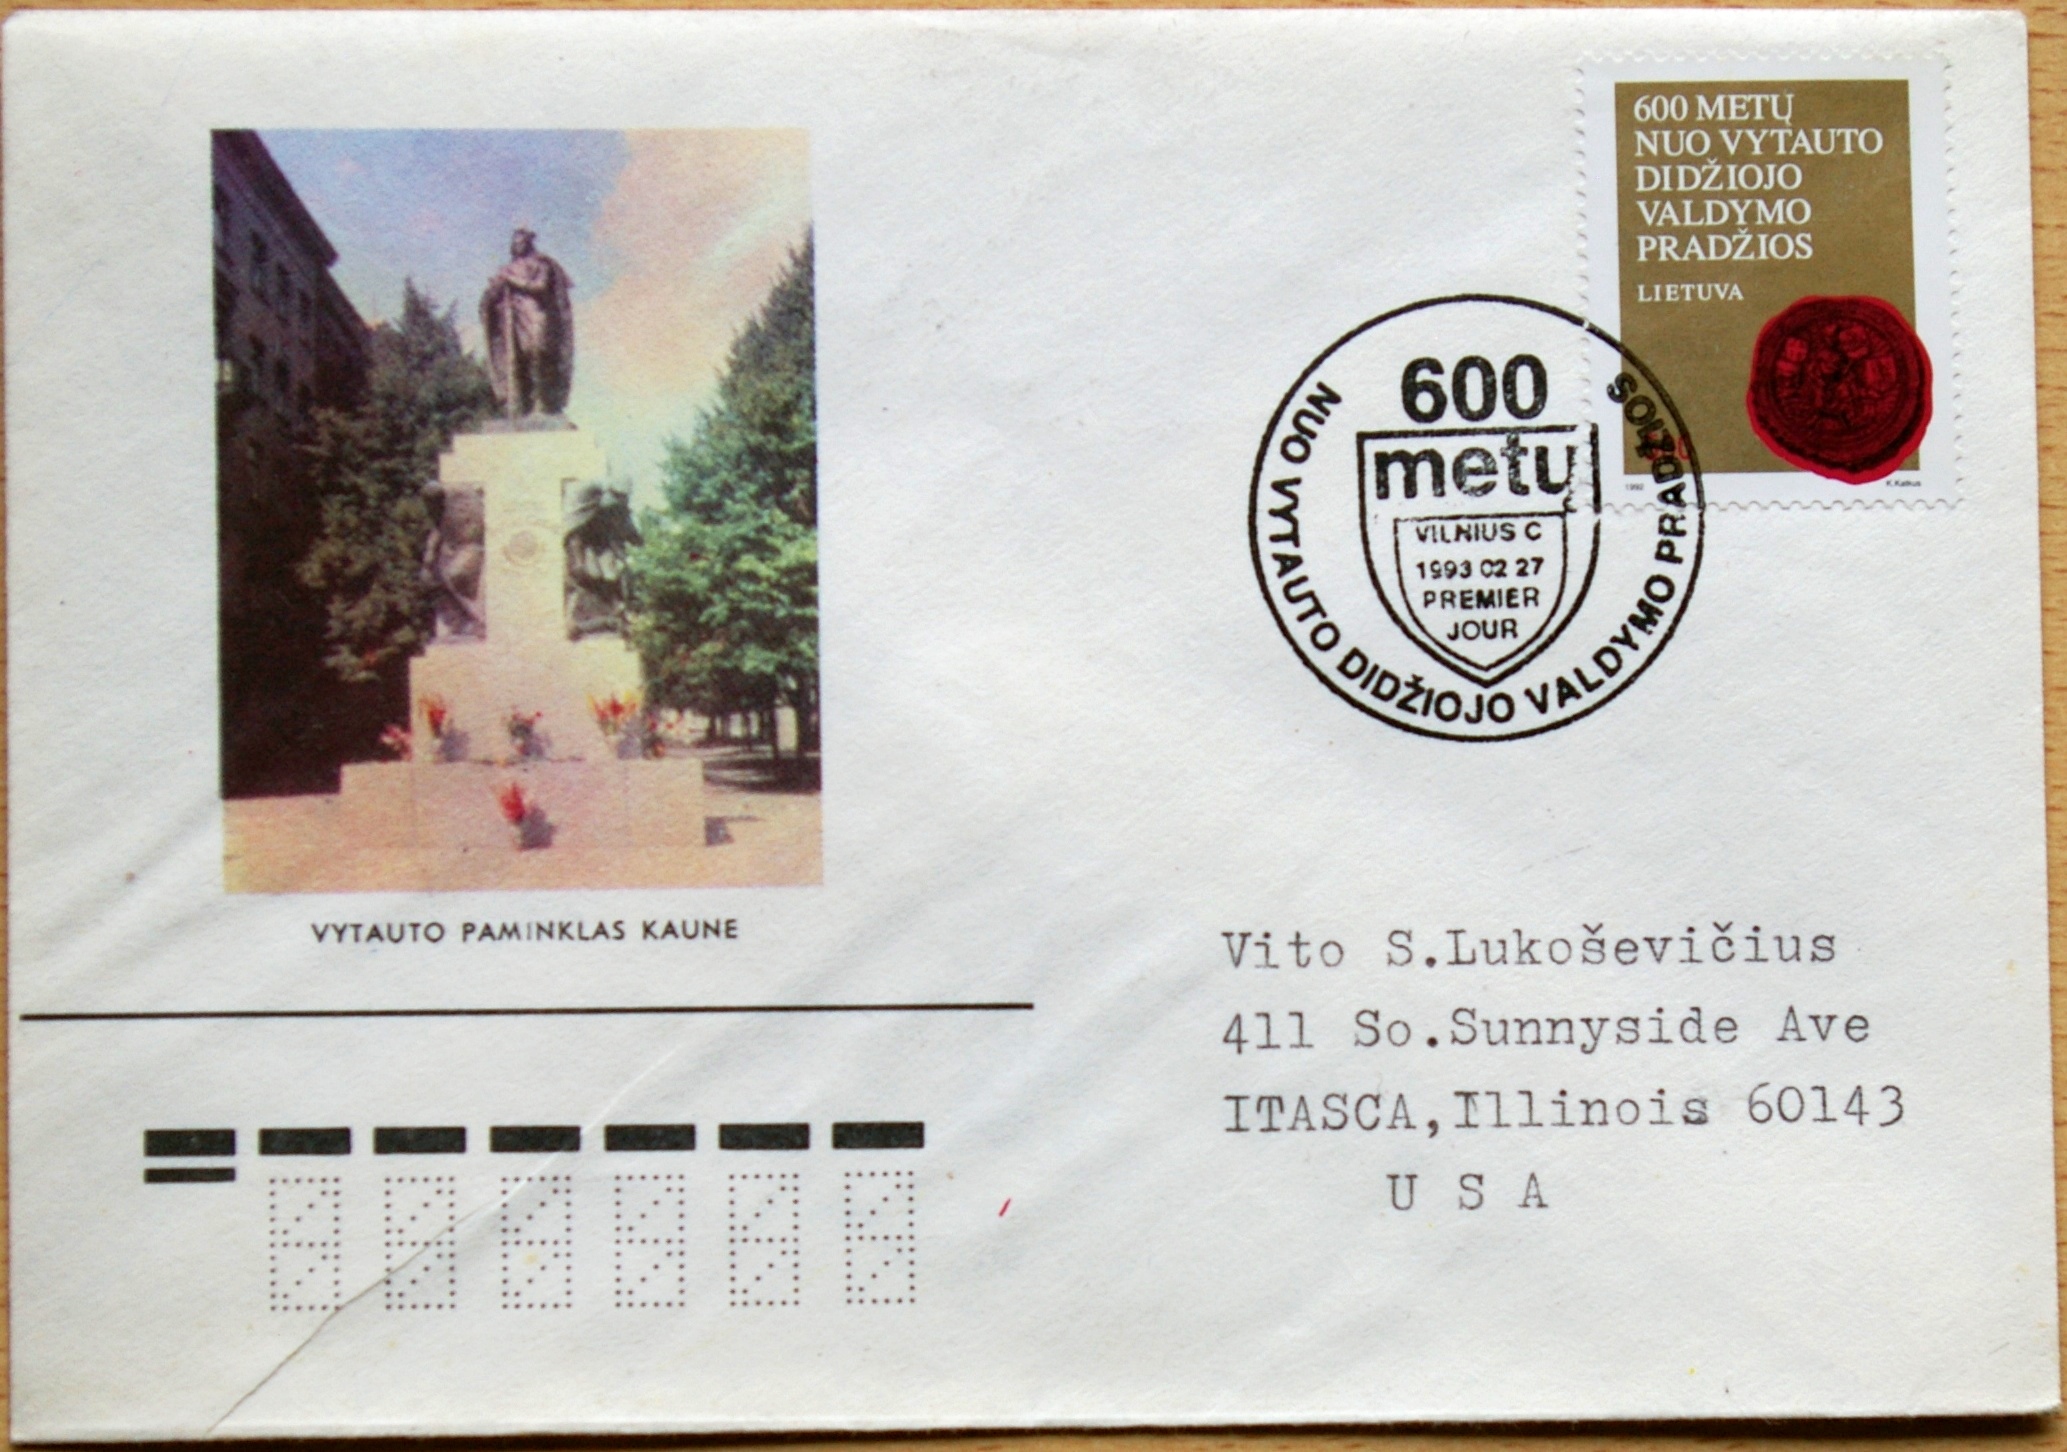 600 METŲ
NUO VYTAUTO
DIDŽIOJO
VALDYMO
PRADŽIOS
LIETUVA
1992
K.Katkus
600
metų
VILNIUS C
1993 02 27
PREMIER
JOUR
NUO VYTAUTO DIDŽIOJO VALDYMO PRADŽIOS
VYTAUTO PAMINKLAS KAUNE
Vito S.Lukoševičius
411 So.Sunnyside Ave
ITASCA,Illinois 60143
U S A